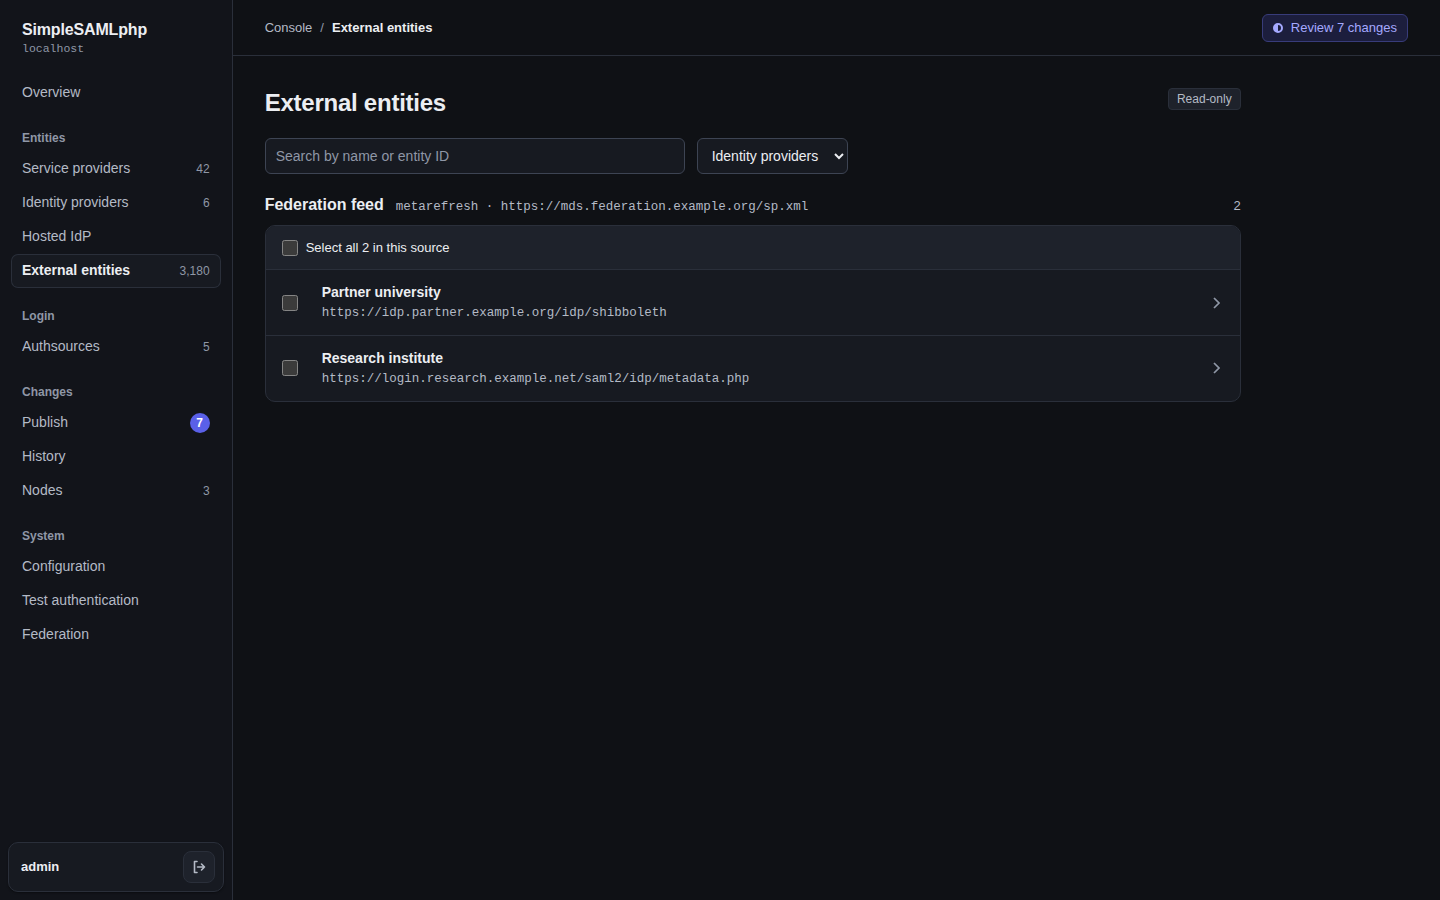 SimpleSAMLphp
localhost
Overview
Entities
Service providers 42
Identity providers 6
Hosted IdP
External entities 3,180
Login
Authsources 5
Changes
Publish 7
History
Nodes 3
System
Configuration
Test authentication
Federation
admin
Console / External entities
Review 7 changes
External entities
Read-only
Search by name or entity ID
Identity providers
Federation feed metarefresh · https://mds.federation.example.org/sp.xml 2
Select all 2 in this source
Partner university
https://idp.partner.example.org/idp/shibboleth
Research institute
https://login.research.example.net/saml2/idp/metadata.php